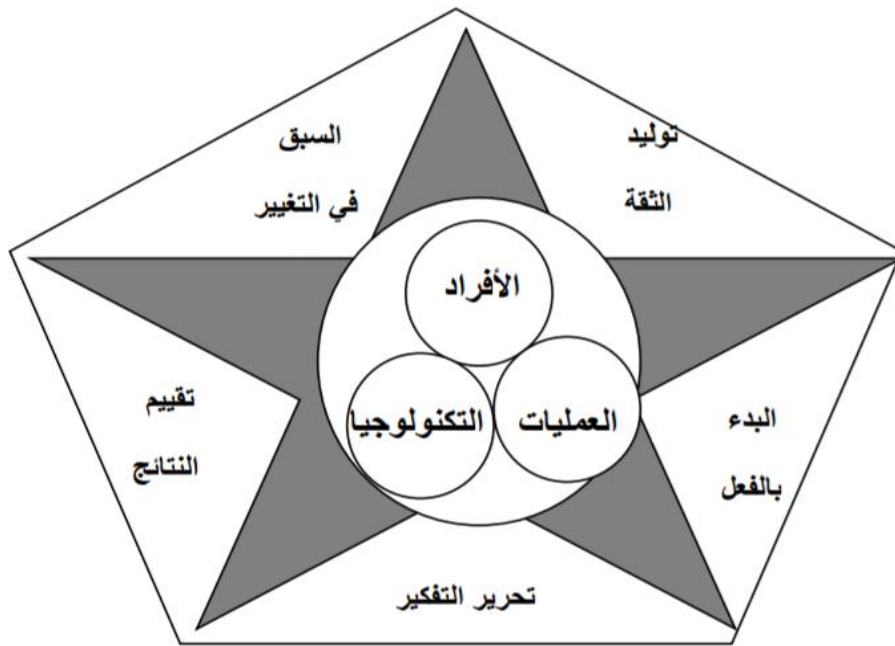 توليد
الثقة
السبق
في التغيير
الأفراد
العمليات
التكنولوجيا
البدء
بالفعل
تقييم
النتائج
تحرير التفكير